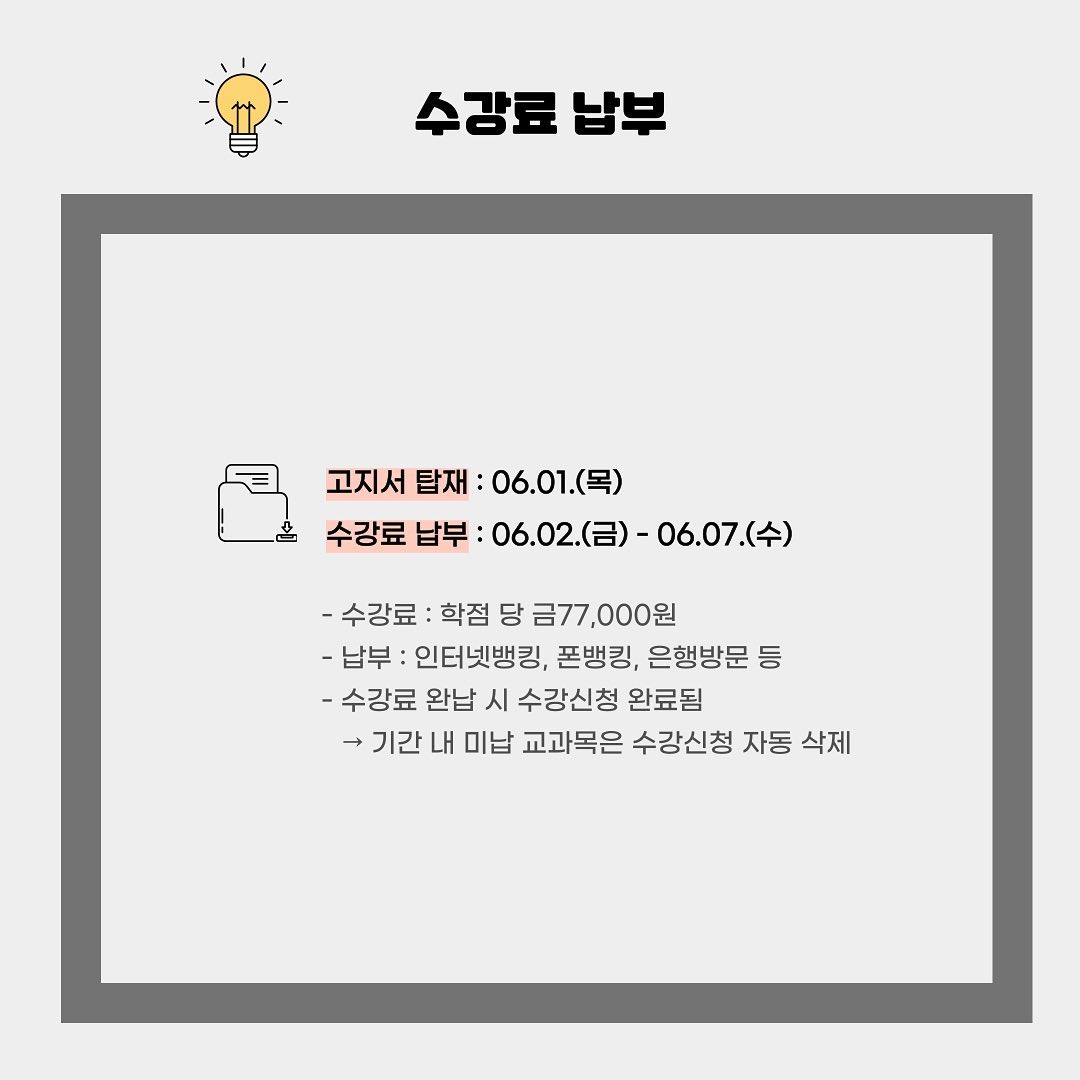 수강료 납부
고지서 탑재 : 06.01.(목)
수강료 납부 : 06.02.(금) - 06.07.(수)
- 수강료 : 학점 당 금77,000원
- 납부 : 인터넷뱅킹, 폰뱅킹, 은행방문 등
- 수강료 완납 시 수강신청 완료됨
→ 기간 내 미납 교과목은 수강신청 자동 삭제